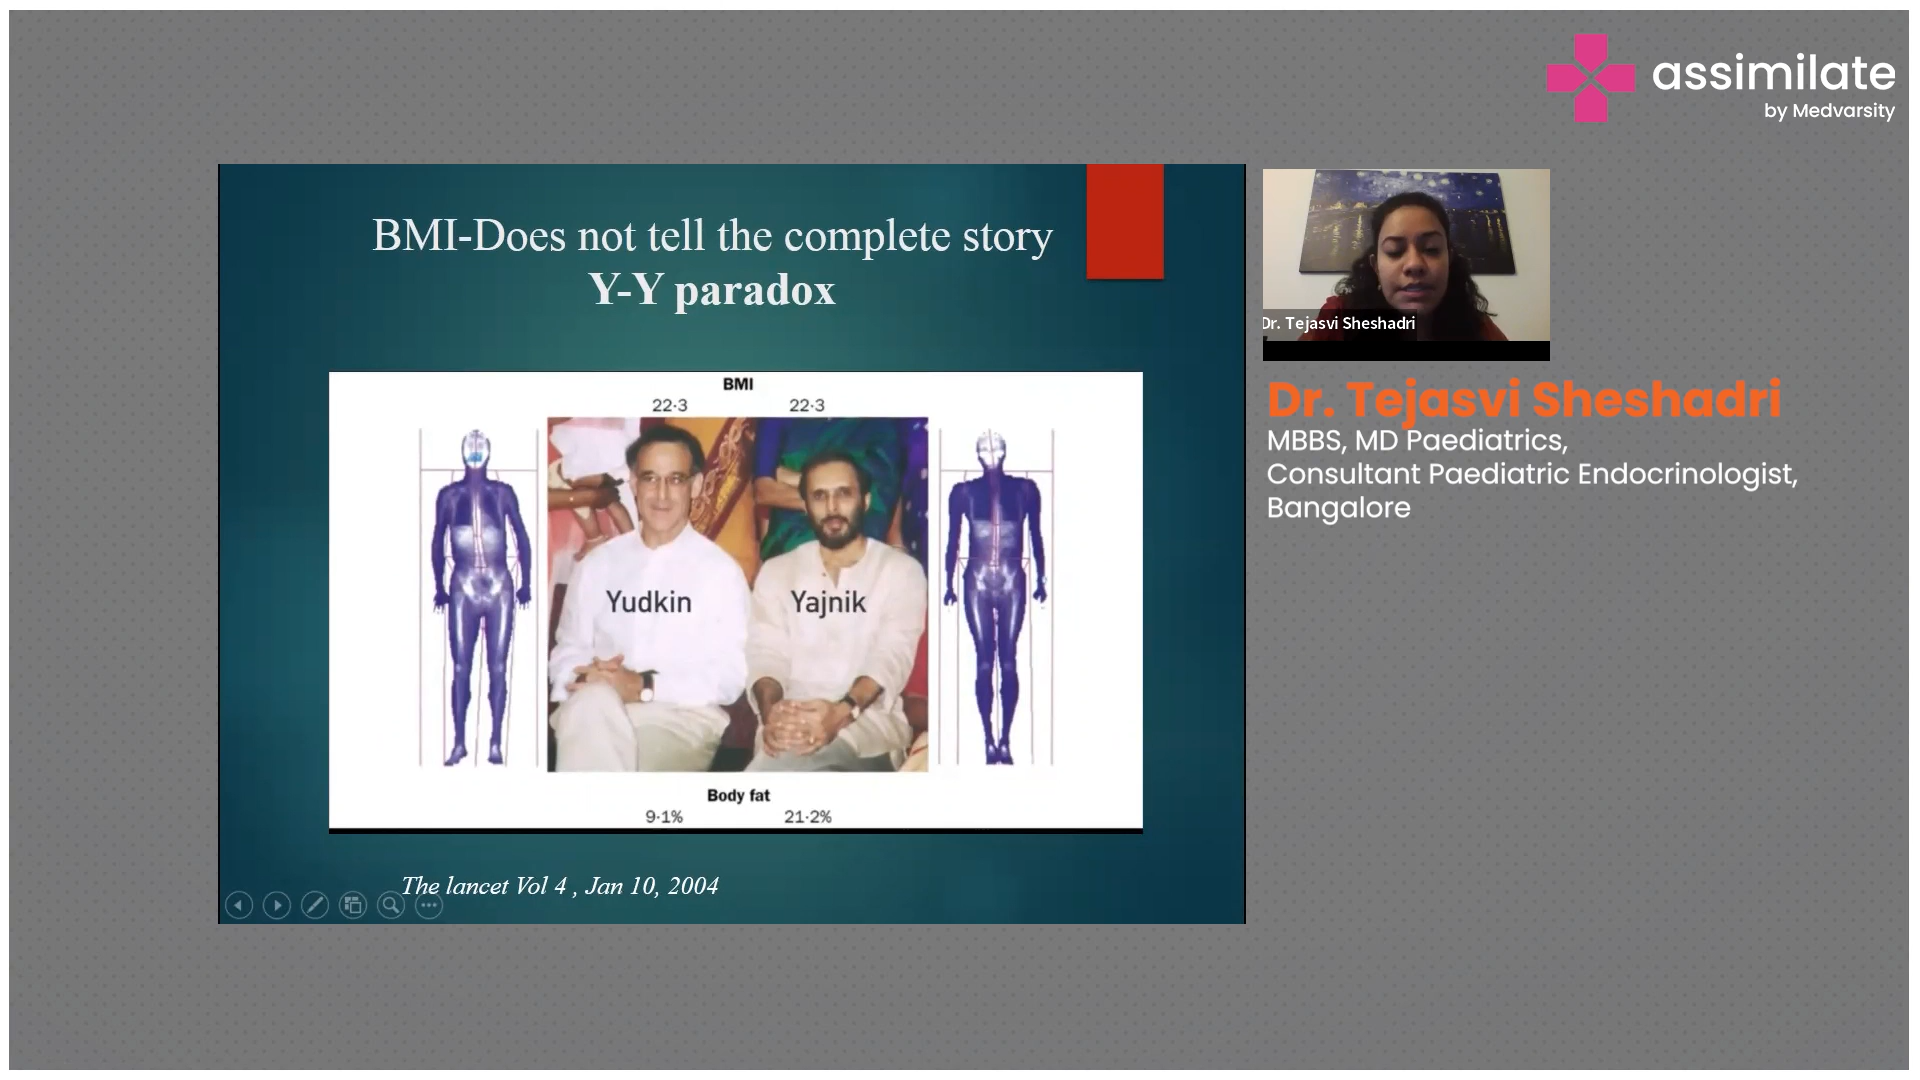 assimilate
by Medvarsity
BMI-Does not tell the complete story
Y-Y paradox
BMI
22·3 22·3
Yudkin Yajnik
Body fat
9·1% 21·2%
The lancet Vol 4 , Jan 10, 2004
Dr. Tejasvi Sheshadri
Dr. Tejasvi Sheshadri
MBBS, MD Paediatrics,
Consultant Paediatric Endocrinologist,
Bangalore